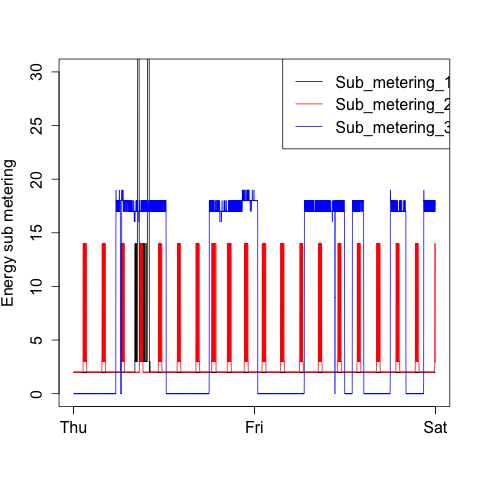 30
25
20
15
10
5
0
Energy sub metering
Sub_metering_1
Sub_metering_2
Sub_metering_3
Thu Fri Sat